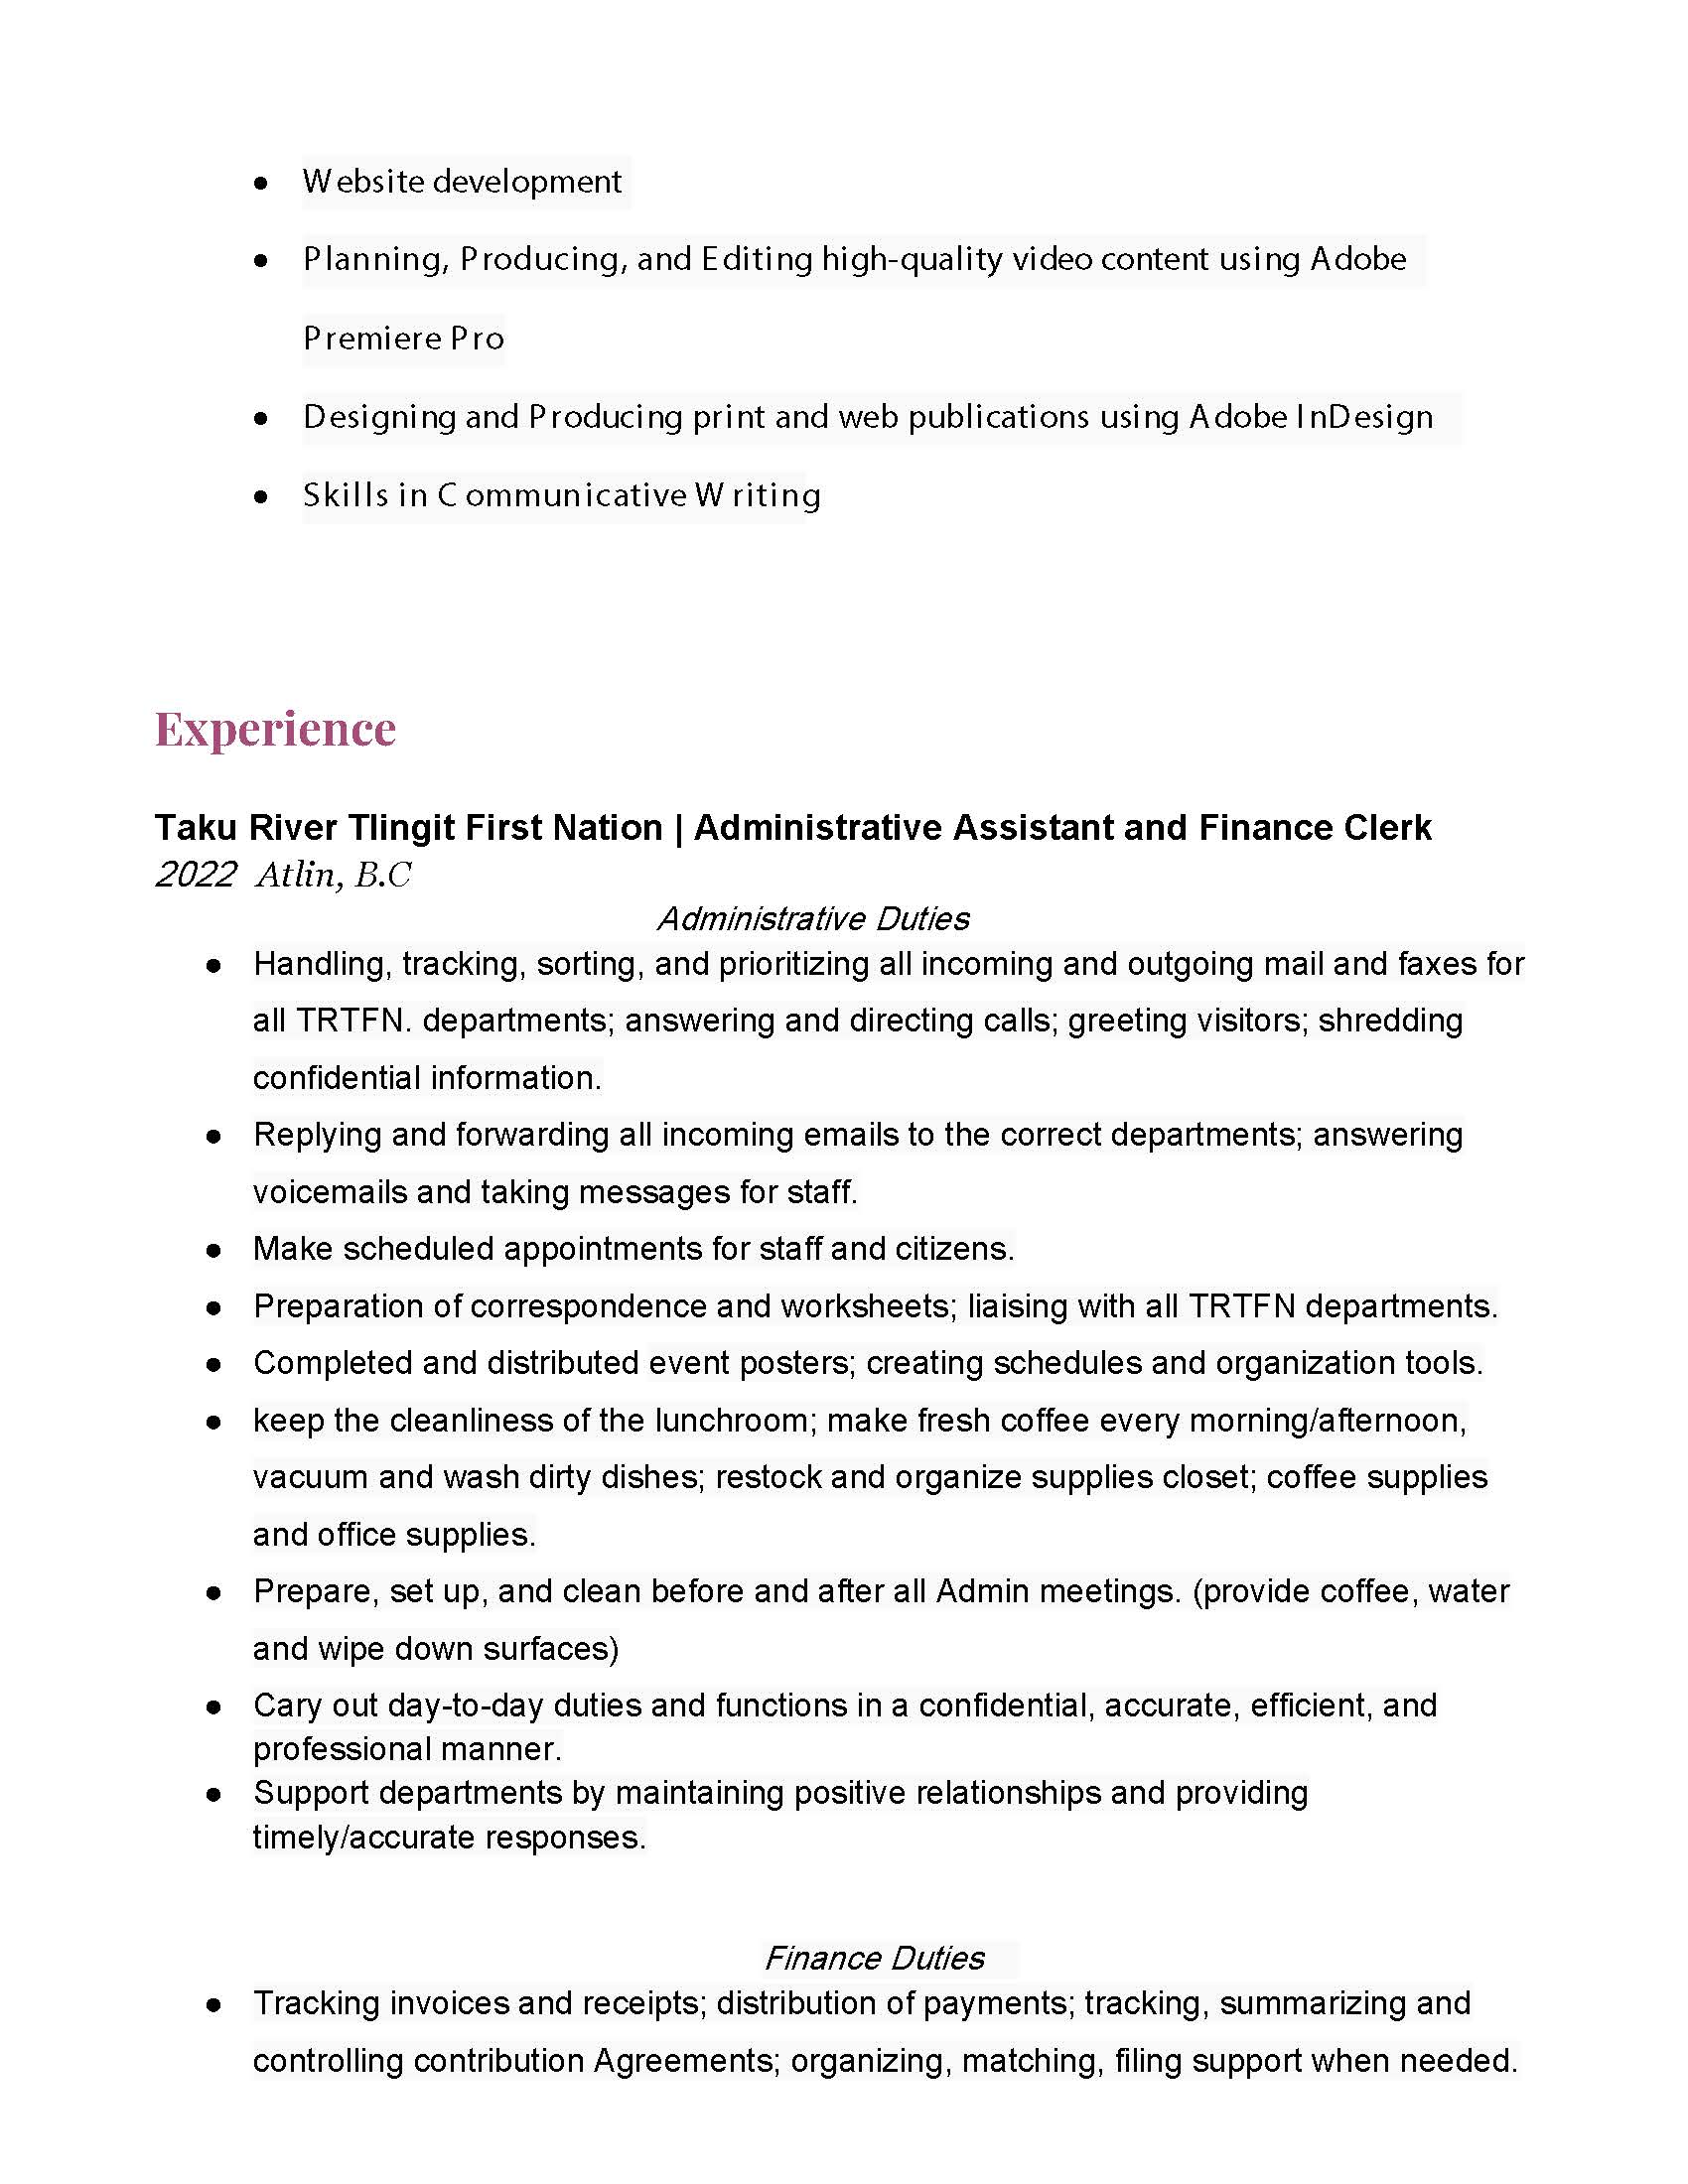 • Website development
• Planning, Producing, and Editing high-quality video content using Adobe
Premiere Pro
• Designing and Producing print and web publications using Adobe InDesign
• Skills in Communicative Writing
Experience
Taku River Tlingit First Nation | Administrative Assistant and Finance Clerk
2022 Atlin, B.C
Administrative Duties
• Handling, tracking, sorting, and prioritizing all incoming and outgoing mail and faxes for
all TRTFN. departments; answering and directing calls; greeting visitors; shredding
confidential information.
• Replying and forwarding all incoming emails to the correct departments; answering
voicemails and taking messages for staff.
• Make scheduled appointments for staff and citizens.
• Preparation of correspondence and worksheets; liaising with all TRTFN departments.
• Completed and distributed event posters; creating schedules and organization tools.
• keep the cleanliness of the lunchroom; make fresh coffee every morning/afternoon,
vacuum and wash dirty dishes; restock and organize supplies closet; coffee supplies
and office supplies.
• Prepare, set up, and clean before and after all Admin meetings. (provide coffee, water
and wipe down surfaces)
• Cary out day-to-day duties and functions in a confidential, accurate, efficient, and
professional manner.
• Support departments by maintaining positive relationships and providing
timely/accurate responses.
Finance Duties
• Tracking invoices and receipts; distribution of payments; tracking, summarizing and
controlling contribution Agreements; organizing, matching, filing support when needed.